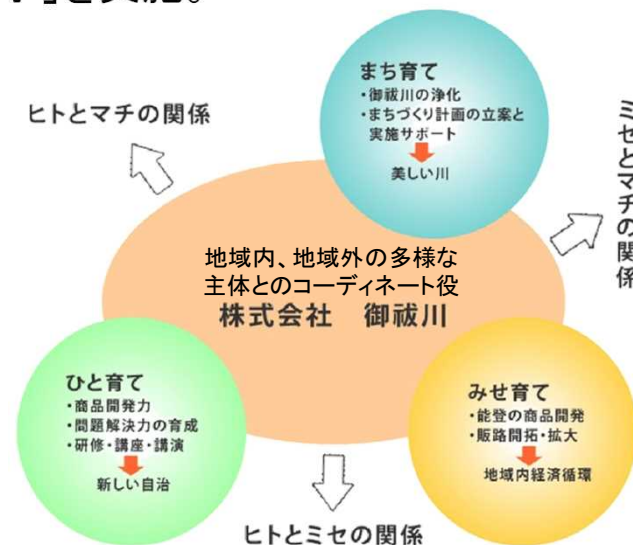 まち育て
・御祓川の浄化
・まちづくり計画の立案と
実施サポート
美しい川
ヒトとマチの関係
ミセとマチの関係
地域内、地域外の多様な
主体とのコーディネート役
株式会社 御祓川
ひと育て
・商品開発力
・問題解決力の育成
・研修・講座・講演
新しい自治
みせ育て
・能登の商品開発
・販路開拓・拡大
地域内経済循環
ヒトとミセの関係